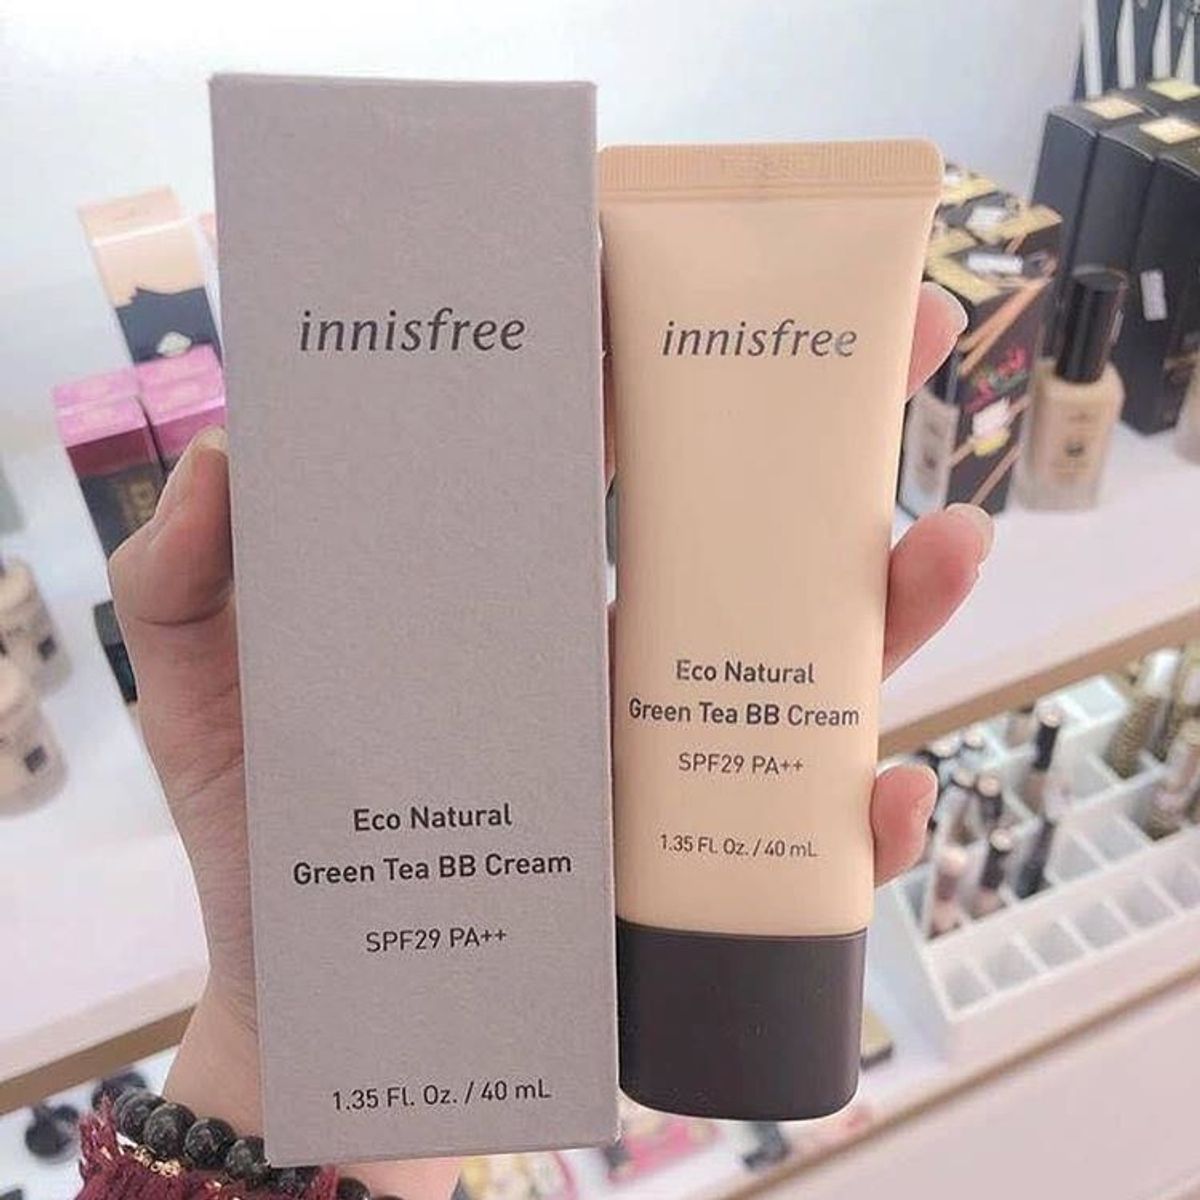 innisfree
Eco Natural
Green Tea BB Cream
SPF29 PA++
1.35 Fl. Oz. / 40 mL
innisfree
Eco Natural
Green Tea BB Cream
SPF29 PA++
1.35 Fl. Oz. / 40 mL